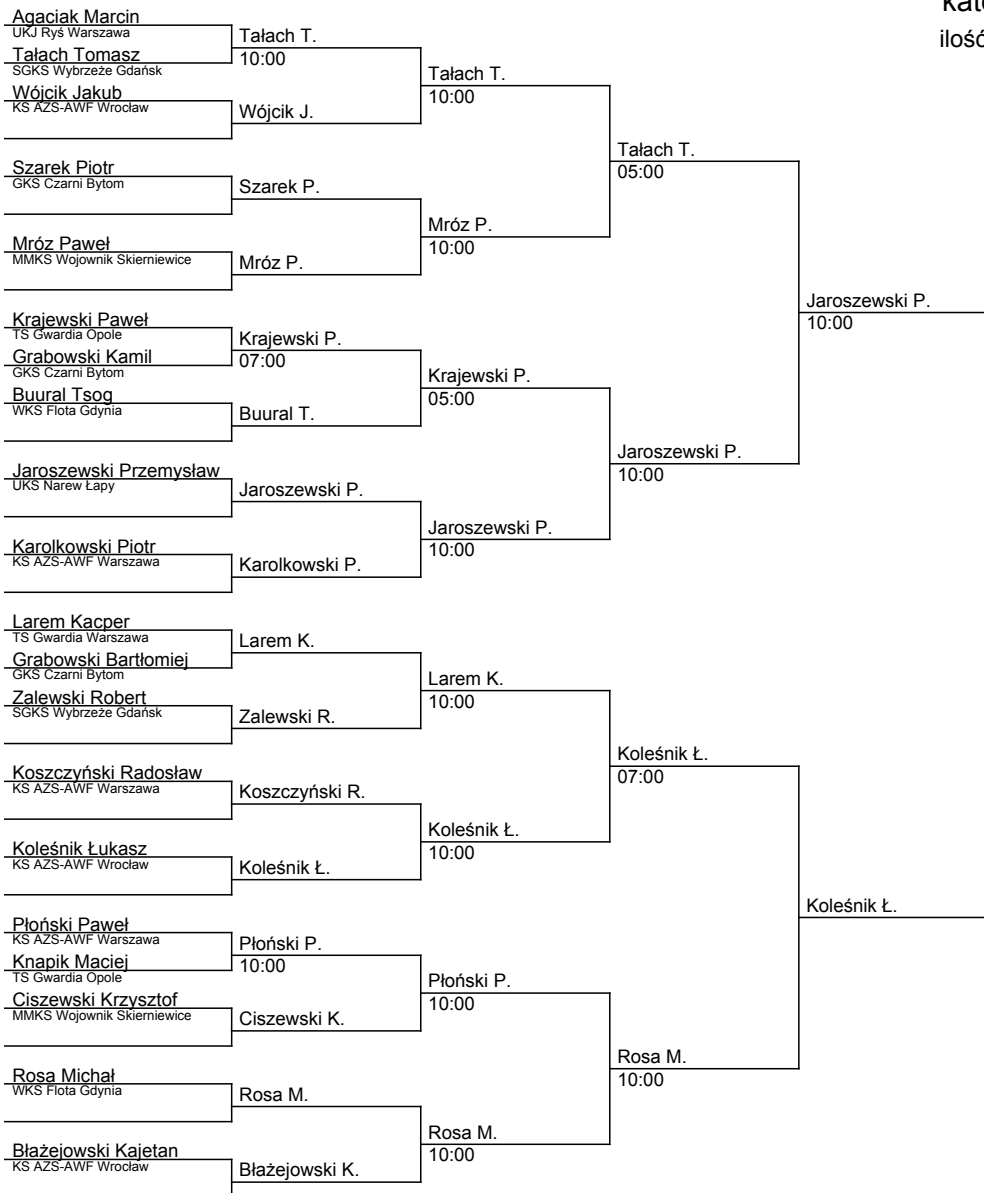 kate
ilość
Agaciak Marcin
UKJ Ryś Warszawa
Tałach Tomasz
SGKS Wybrzeże Gdańsk
Wójcik Jakub
KS AZS-AWF Wrocław
Szarek Piotr
GKS Czarni Bytom
Mróz Paweł
MMKS Wojownik Skierniewice
Krajewski Paweł
TS Gwardia Opole
Grabowski Kamil
GKS Czarni Bytom
Buural Tsog
WKS Flota Gdynia
Jaroszewski Przemysław
UKS Narew Łapy
Karolkowski Piotr
KS AZS-AWF Warszawa
Larem Kacper
TS Gwardia Warszawa
Grabowski Bartłomiej
GKS Czarni Bytom
Zalewski Robert
SGKS Wybrzeże Gdańsk
Koszczyński Radosław
KS AZS-AWF Warszawa
Koleśnik Łukasz
KS AZS-AWF Wrocław
Płoński Paweł
KS AZS-AWF Warszawa
Knapik Maciej
TS Gwardia Opole
Ciszewski Krzysztof
MMKS Wojownik Skierniewice
Rosa Michał
WKS Flota Gdynia
Błażejowski Kajetan
KS AZS-AWF Wrocław
Tałach T.
10:00
Wójcik J.
Szarek P.
Mróz P.
Krajewski P.
07:00
Buural T.
Jaroszewski P.
Karolkowski P.
Larem K.
Zalewski R.
Koszczyński R.
Koleśnik Ł.
Płoński P.
10:00
Ciszewski K.
Rosa M.
Błażejowski K.
Tałach T.
10:00
Mróz P.
10:00
Krajewski P.
05:00
Jaroszewski P.
10:00
Larem K.
10:00
Koleśnik Ł.
10:00
Płoński P.
10:00
Rosa M.
10:00
Tałach T.
05:00
Jaroszewski P.
10:00
Koleśnik Ł.
07:00
Rosa M.
10:00
Jaroszewski P.
10:00
Koleśnik Ł.